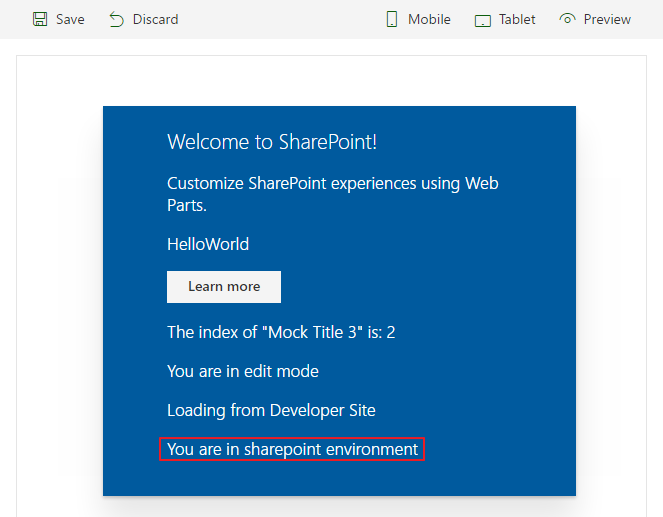 Save Discard Mobile Tablet Preview
Welcome to SharePoint!
Customize SharePoint experiences using Web
Parts.
HelloWorld
Learn more
The index of "Mock Title 3" is: 2
You are in edit mode
Loading from Developer Site
You are in sharepoint environment